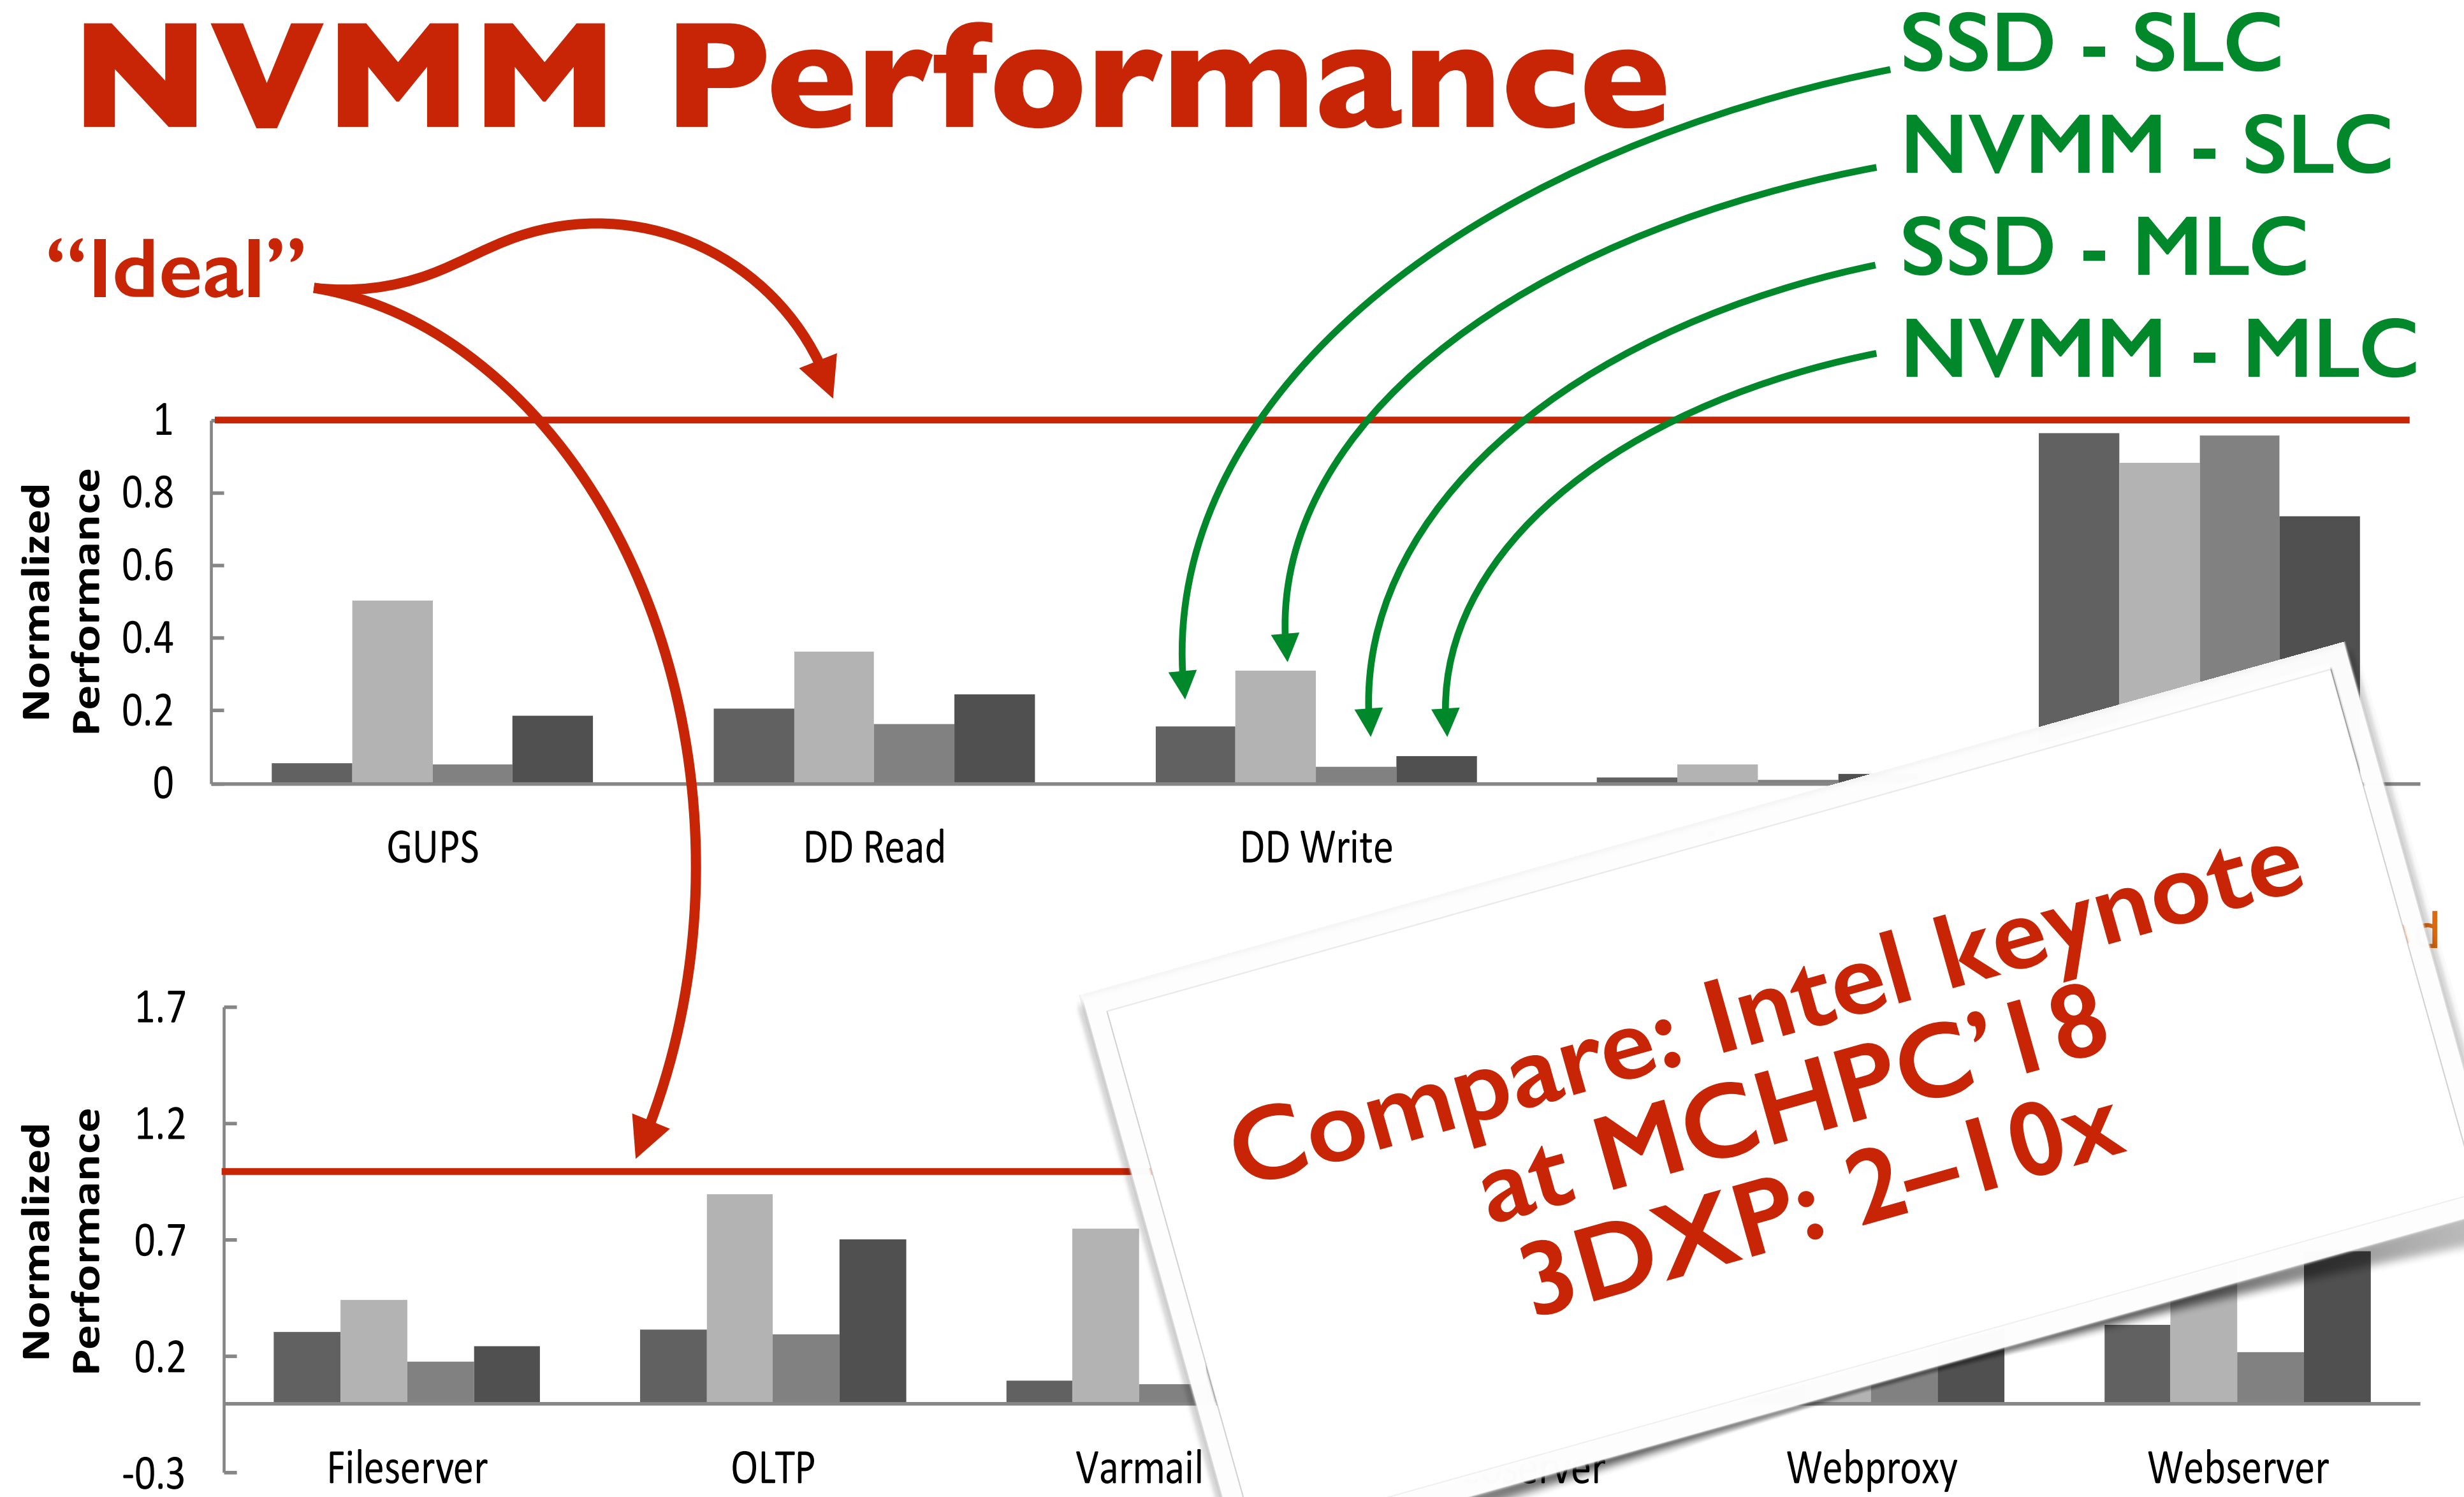 NVMM Performance
SSD - SLC
NVMM - SLC
SSD - MLC
NVMM - MLC
“Ideal”
Normalized
Performance
1
0.8
0.6
0.4
0.2
0
GUPS
DD Read
DD Write
Compare: Intel keynote
at MCHPC’18
3DXP: 2–10x
Normalized
Performance
1.7
1.2
0.7
0.2
-0.3
Fileserver
OLTP
Varmail
Webproxy
Webserver